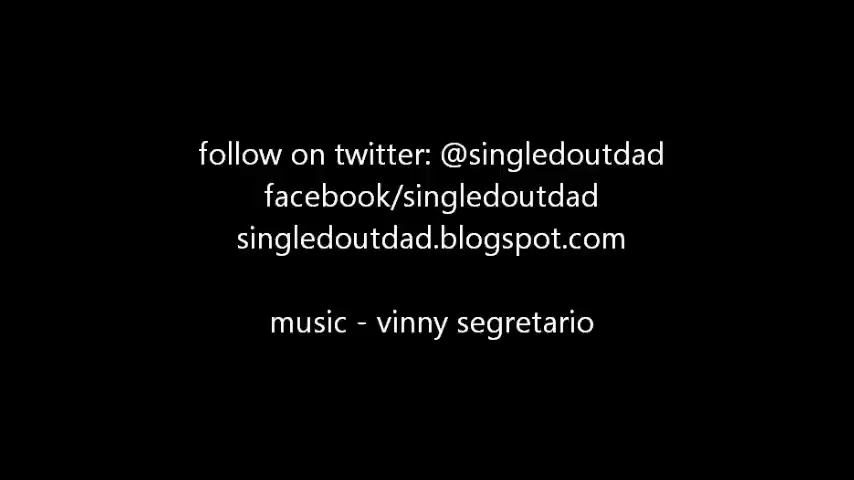 follow on twitter: @singledoutdad
facebook/singledoutdad
singledoutdad.blogspot.com
music - vinny segretario